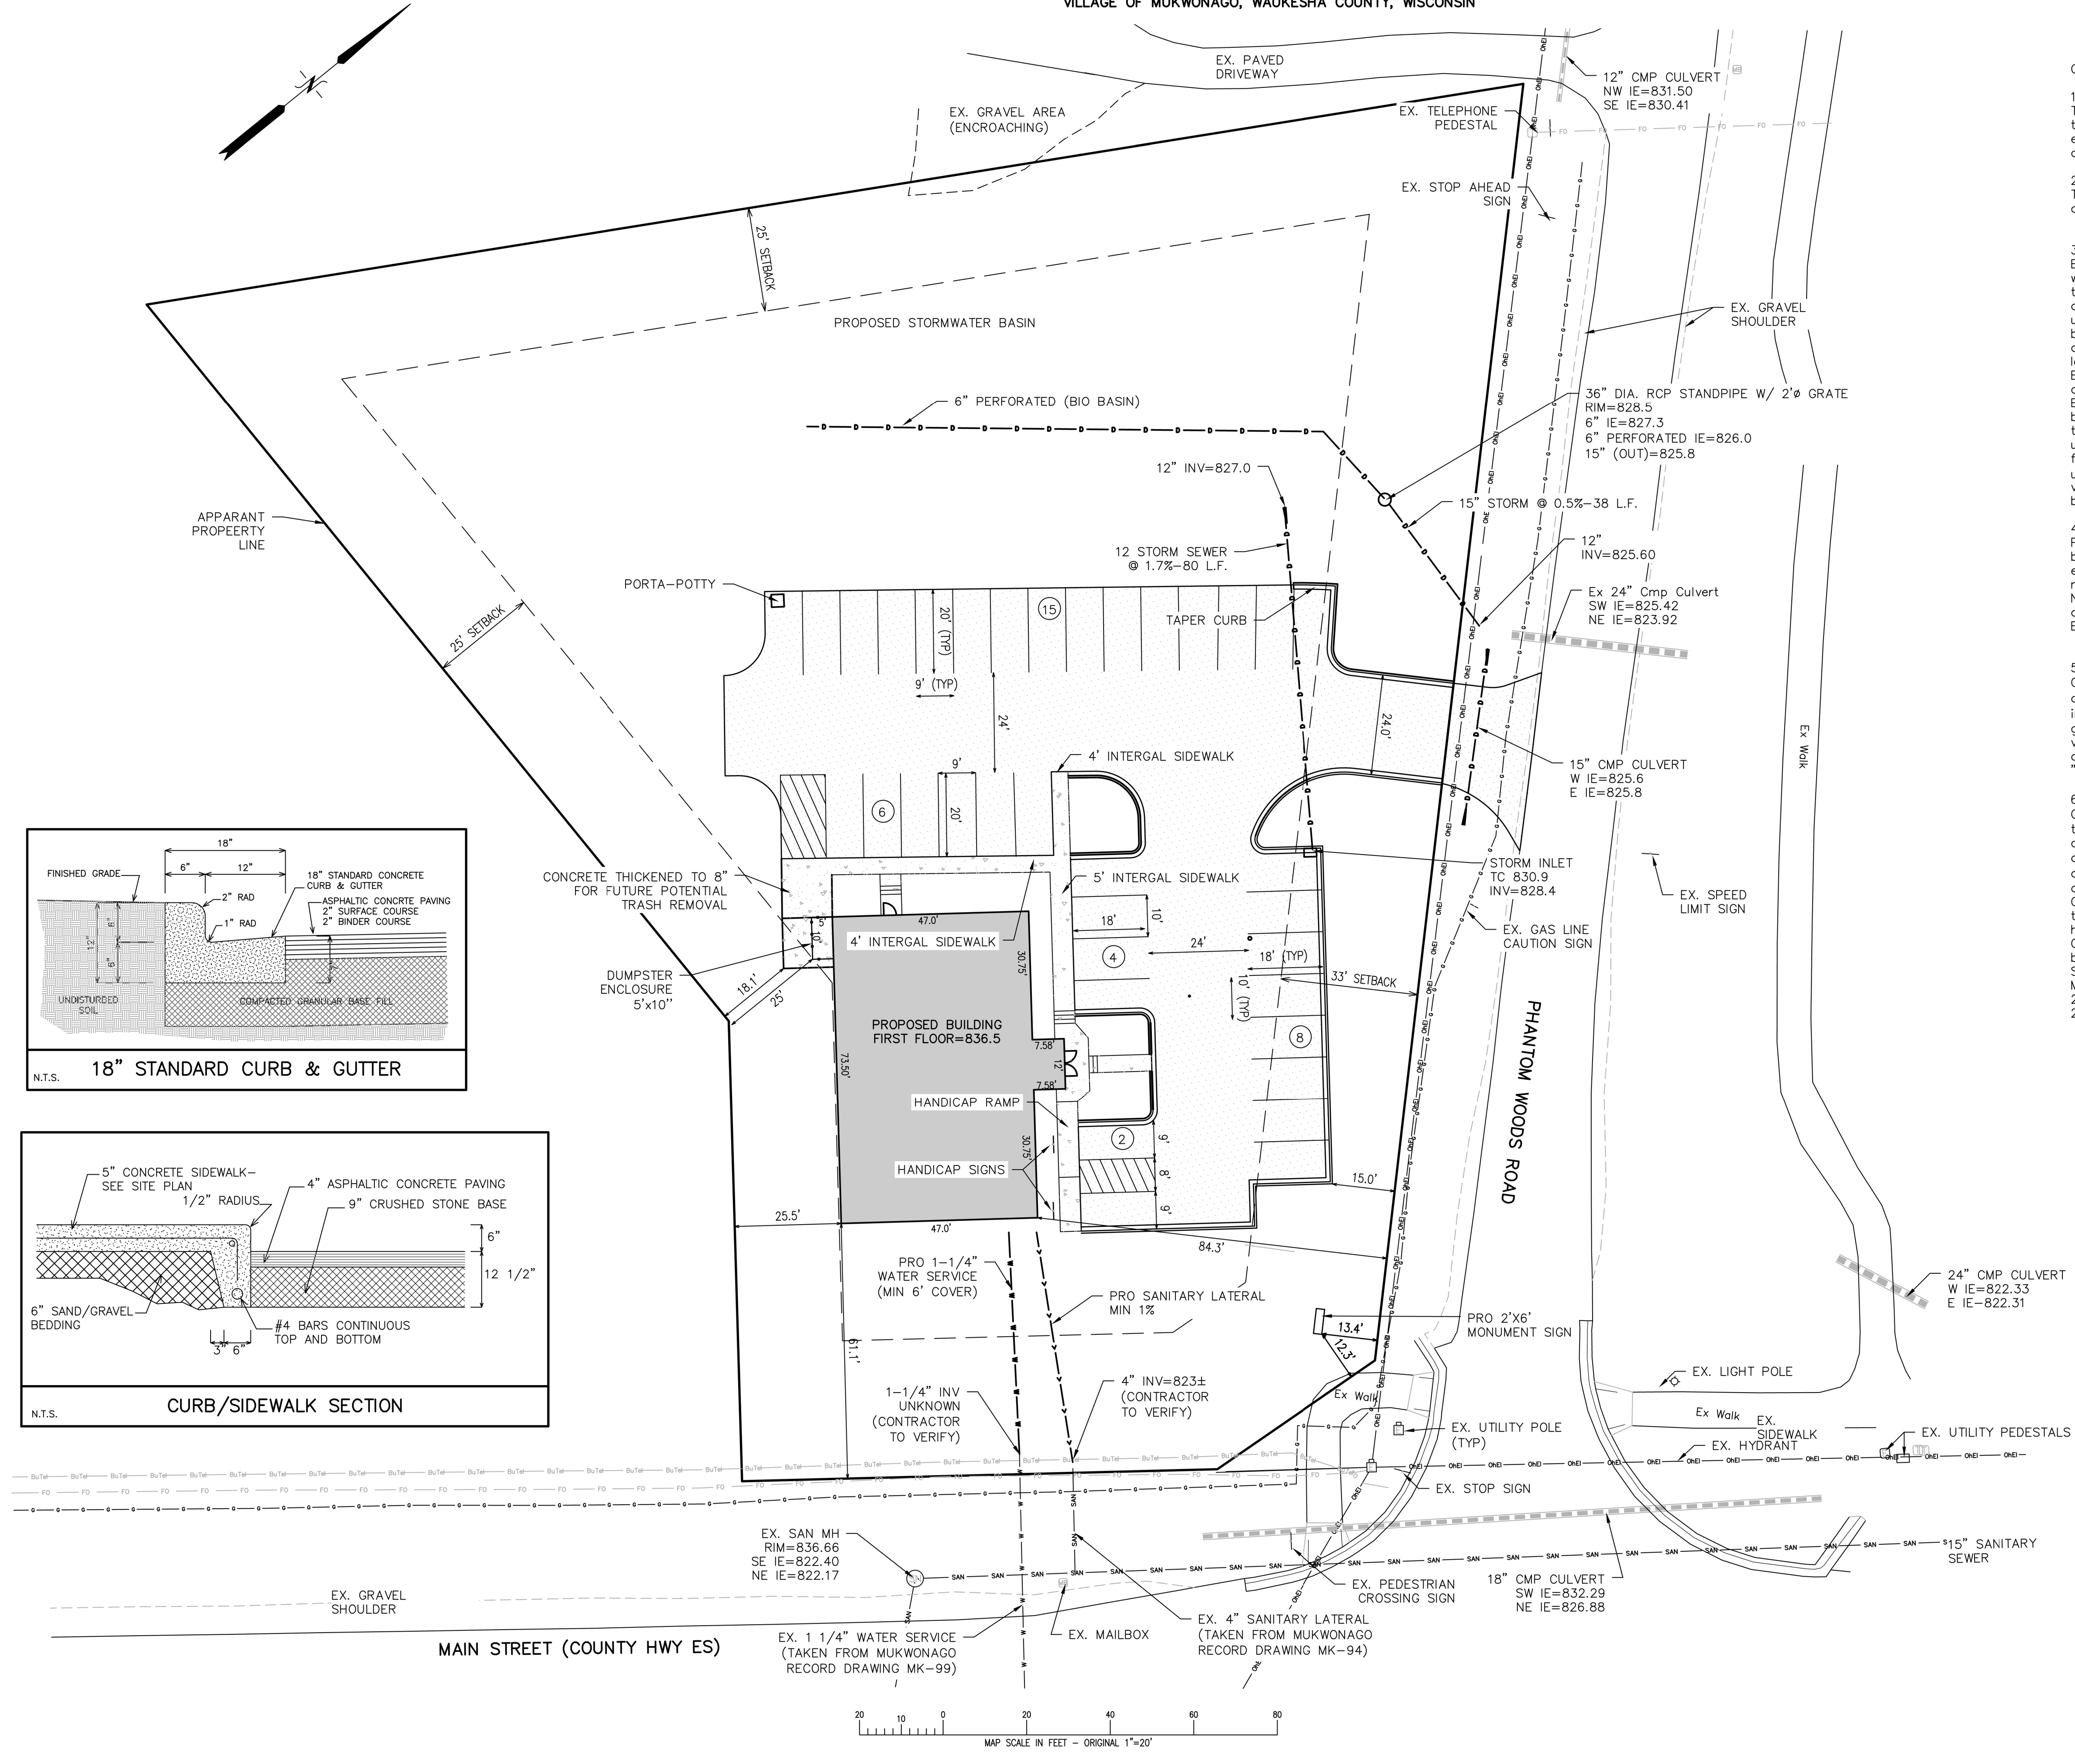 VILLAGE OF MUKWONAGO, WAUKESHA COUNTY, WISCONSIN
N
EX. PAVED
DRIVEWAY
EX. GRAVEL AREA
(ENCROACHING)
EX. TELEPHONE
PEDESTAL
12" CMP CULVERT
NW IE=831.50
SE IE=830.41
EX. STOP AHEAD
SIGN
25' SETBACK
PROPOSED STORMWATER BASIN
EX. GRAVEL
SHOULDER
36" DIA. RCP STANDPIPE W/ 2'ø GRATE
RIM=828.5
6" IE=827.3
6" PERFORATED IE=826.0
15" (OUT)=825.8
6" PERFORATED (BIO BASIN)
12" INV=827.0
15" STORM @ 0.5%-38 L.F.
APPARANT
PROPEERTY
LINE
12"
INV=825.60
12 STORM SEWER
@ 1.7%-80 L.F.
PORTA-POTTY
Ex 24" Cmp Culvert
SW IE=825.42
NE IE=823.92
15
20' (TYP)
TAPER CURB
25' SETBACK
9' (TYP)
24'
24.0'
Ex Walk
4' INTERGAL SIDEWALK
15" CMP CULVERT
W IE=825.6
E IE=825.8
9'
20'
6
STORM INLET
TC 830.9
INV=828.4
CONCRETE THICKENED TO 8"
FOR FUTURE POTENTIAL
TRASH REMOVAL
5' INTERGAL SIDEWALK
EX. SPEED
LIMIT SIGN
18'
10'
5'
47.0'
10'
4' INTERGAL SIDEWALK
30.75'
24'
4
18' (TYP)
EX. GAS LINE
CAUTION SIGN
DUMPSTER
ENCLOSURE
5'x10''
18.1'
25'
10' (TYP)
33' SETBACK
PROPOSED BUILDING
FIRST FLOOR=836.5
7.58'
12'
7.58'
8
73.50'
PHANTOM WOODS ROAD
HANDICAP RAMP
30.75'
2
9'
8'
9'
HANDICAP SIGNS
15.0'
25.5'
47.0'
84.3'
PRO 1-1/4"
WATER SERVICE
(MIN 6' COVER)
PRO SANITARY LATERAL
MIN 1%
24" CMP CULVERT
W IE=822.33
E IE-822.31
PRO 2'X6'
MONUMENT SIGN
13.4'
12.3'
61.1'
EX. LIGHT POLE
1-1/4" INV
UNKNOWN
(CONTRACTOR
TO VERIFY)
4" INV=823±
(CONTRACTOR
TO VERIFY)
Ex Walk
Ex Walk
EX.
SIDEWALK
EX. UTILITY POLE
(TYP)
EX. HYDRANT
EX. UTILITY PEDESTALS
EX. STOP SIGN
EX. SAN MH
RIM=836.66
SE IE=822.40
NE IE=822.17
15" SANITARY
SEWER
EX. PEDESTRIAN
CROSSING SIGN
18" CMP CULVERT
SW IE=832.29
NE IE=826.88
EX. GRAVEL
SHOULDER
MAIN STREET (COUNTY HWY ES)
EX. 1 1/4" WATER SERVICE
(TAKEN FROM MUKWONAGO
RECORD DRAWING MK-99)
EX. MAILBOX
EX. 4" SANITARY LATERAL
(TAKEN FROM MUKWONAGO
RECORD DRAWING MK-94)
20 10 0 20 40 60 80
MAP SCALE IN FEET - ORIGINAL 1"=20'
18"
6" 12"
FINISHED GRADE
2" RAD
1" RAD
18" STANDARD CONCRETE
CURB & GUTTER
ASPHALTIC CONCRTE PAVING
2" SURFACE COURSE
2" BINDER COURSE
12"
6"
6"
7"
UNDISTURBED
SOIL
COMPACTED GRANULAR BASE FILL
N.T.S.
18" STANDARD CURB & GUTTER
5" CONCRETE SIDEWALK-
SEE SITE PLAN
1/2" RADIUS
4" ASPHALTIC CONCRETE PAVING
9" CRUSHED STONE BASE
6"
12 1/2"
6" SAND/GRAVEL
BEDDING
#4 BARS CONTINUOUS
TOP AND BOTTOM
3" 6"
N.T.S.
CURB/SIDEWALK SECTION